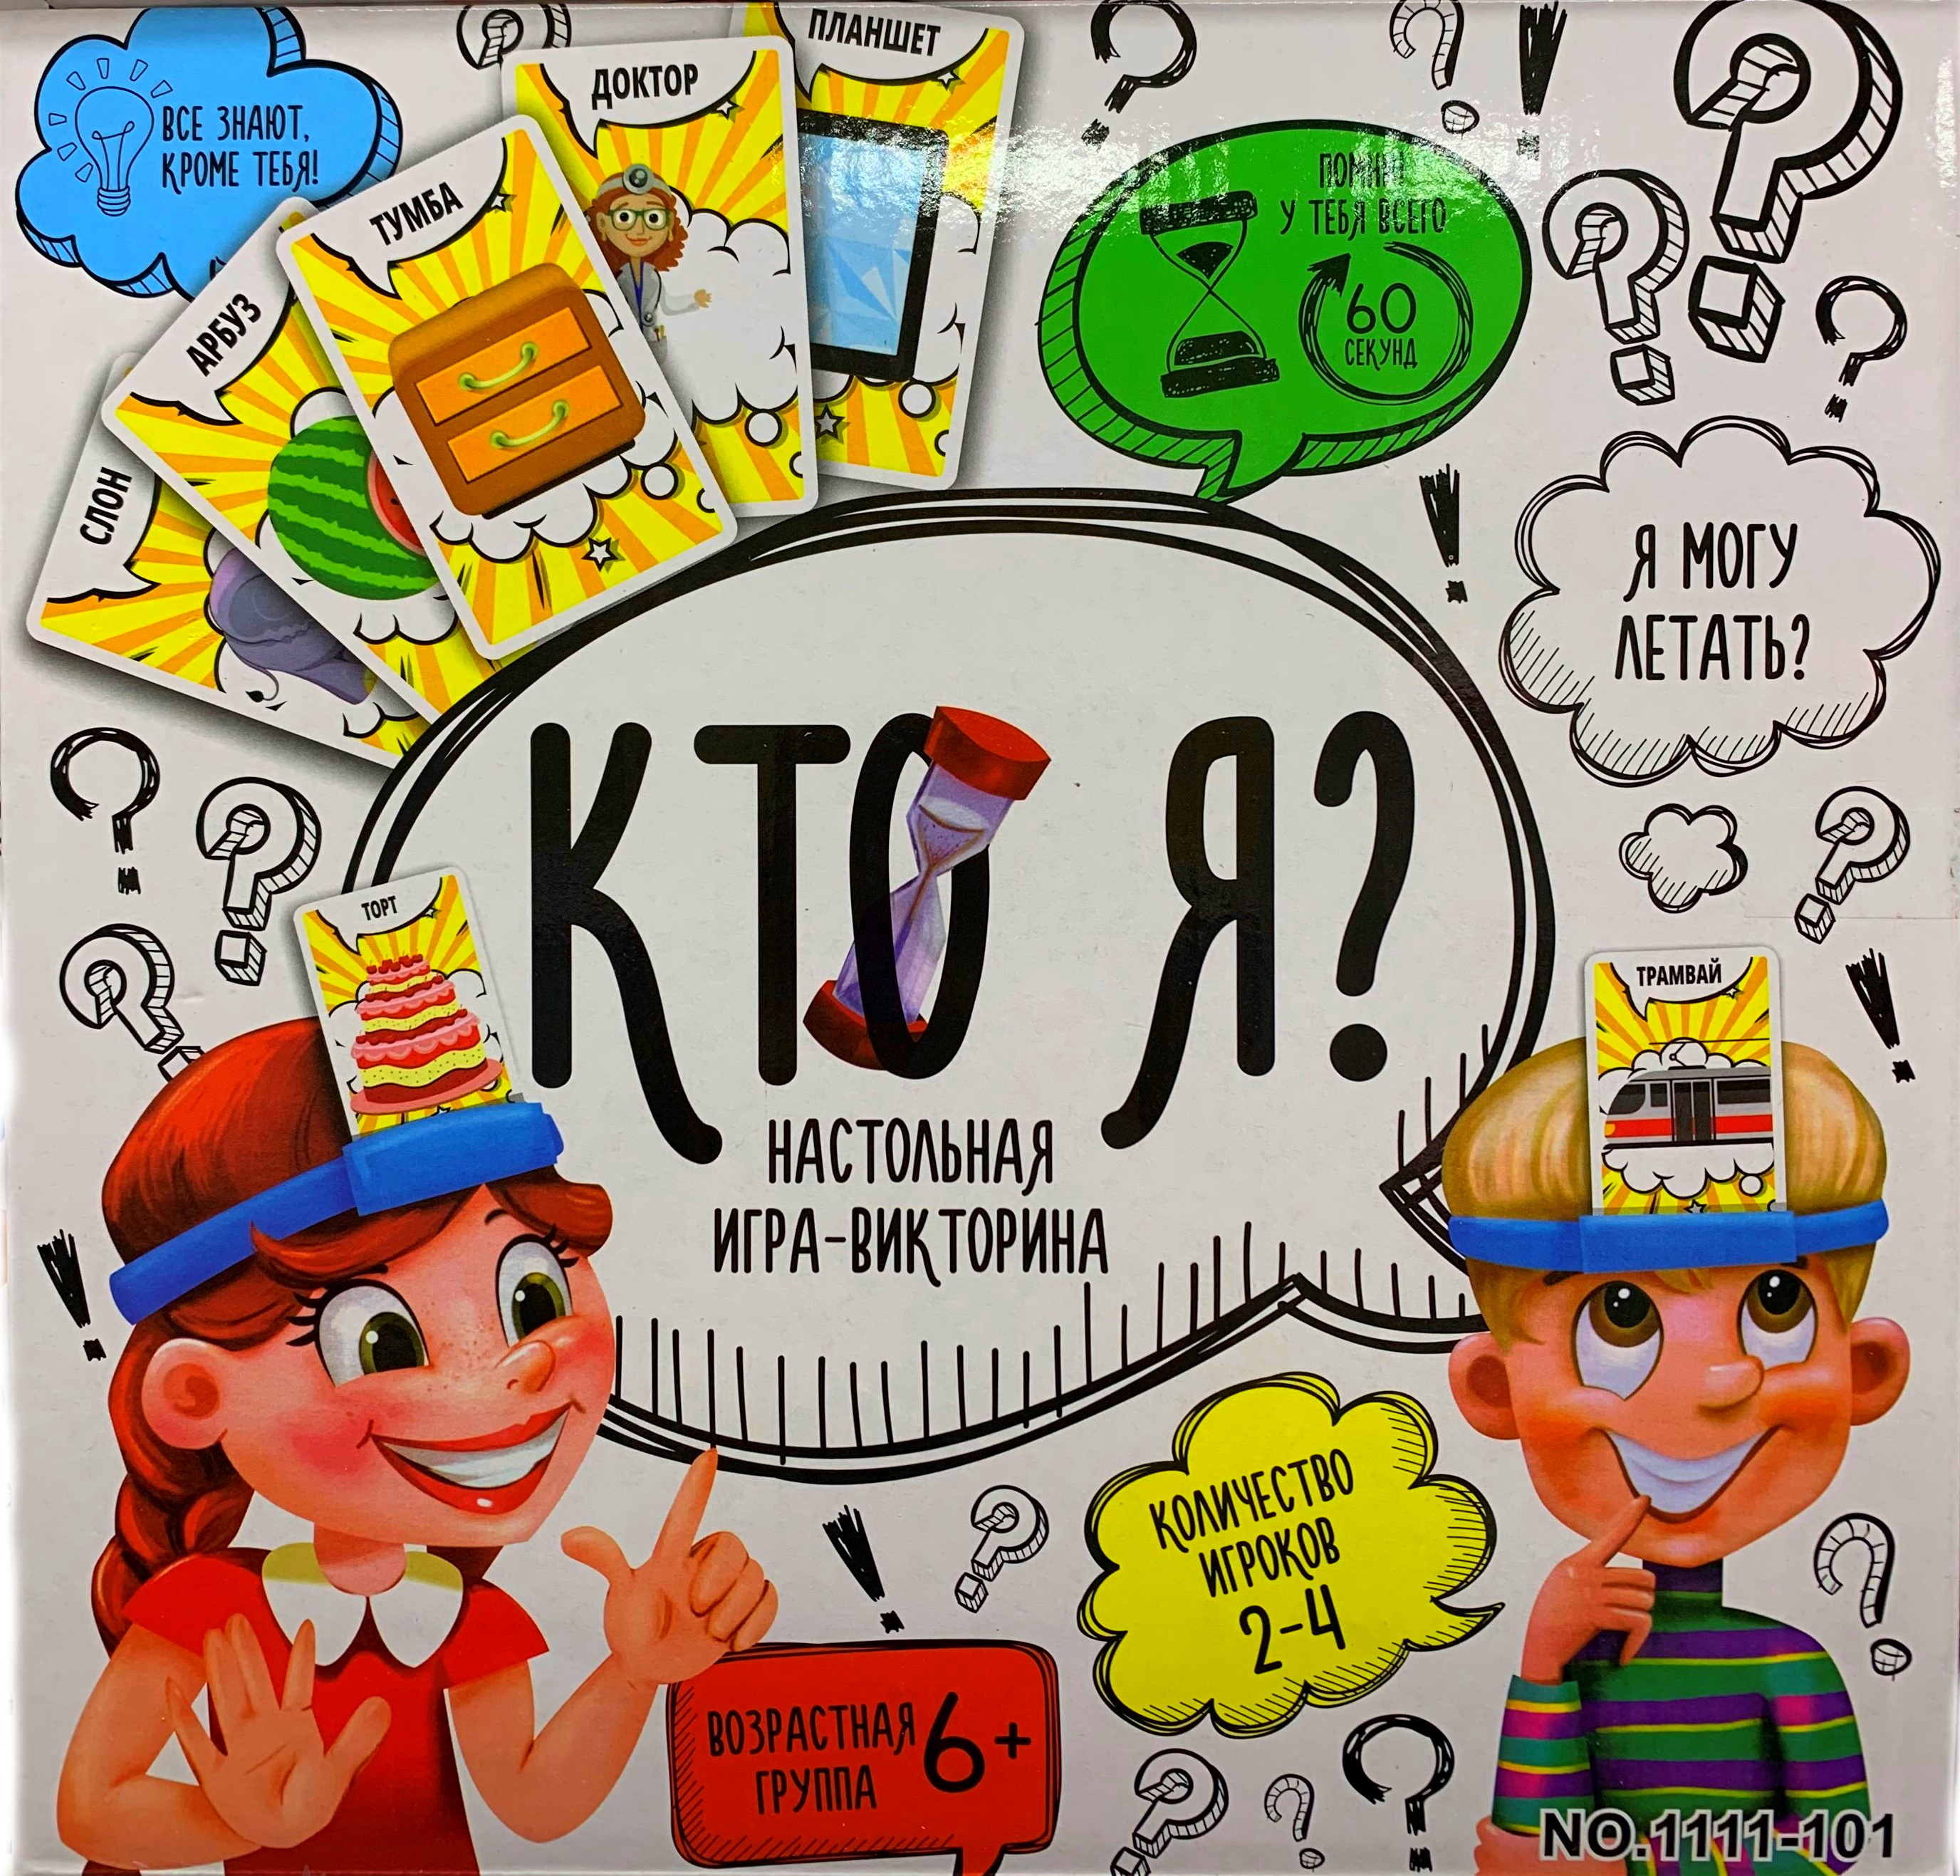 ВСЕ ЗНАЮТ,
КРОМЕ ТЕБЯ!
СЛОН
АРБУЗ
ТУМБА
ДОКТОР
ПЛАНШЕТ
ПОМНИ!
У ТЕБЯ ВСЕГО
60
СЕКУНД
Я МОГУ
ЛЕТАТЬ?
КТО Я?
НАСТОЛЬНАЯ
ИГРА-ВИКТОРИНА
ТОРТ
ТРАМВАЙ
КОЛИЧЕСТВО
ИГРОКОВ
2-4
ВОЗРАСТНАЯ
ГРУППА
6+
NO.1111-101